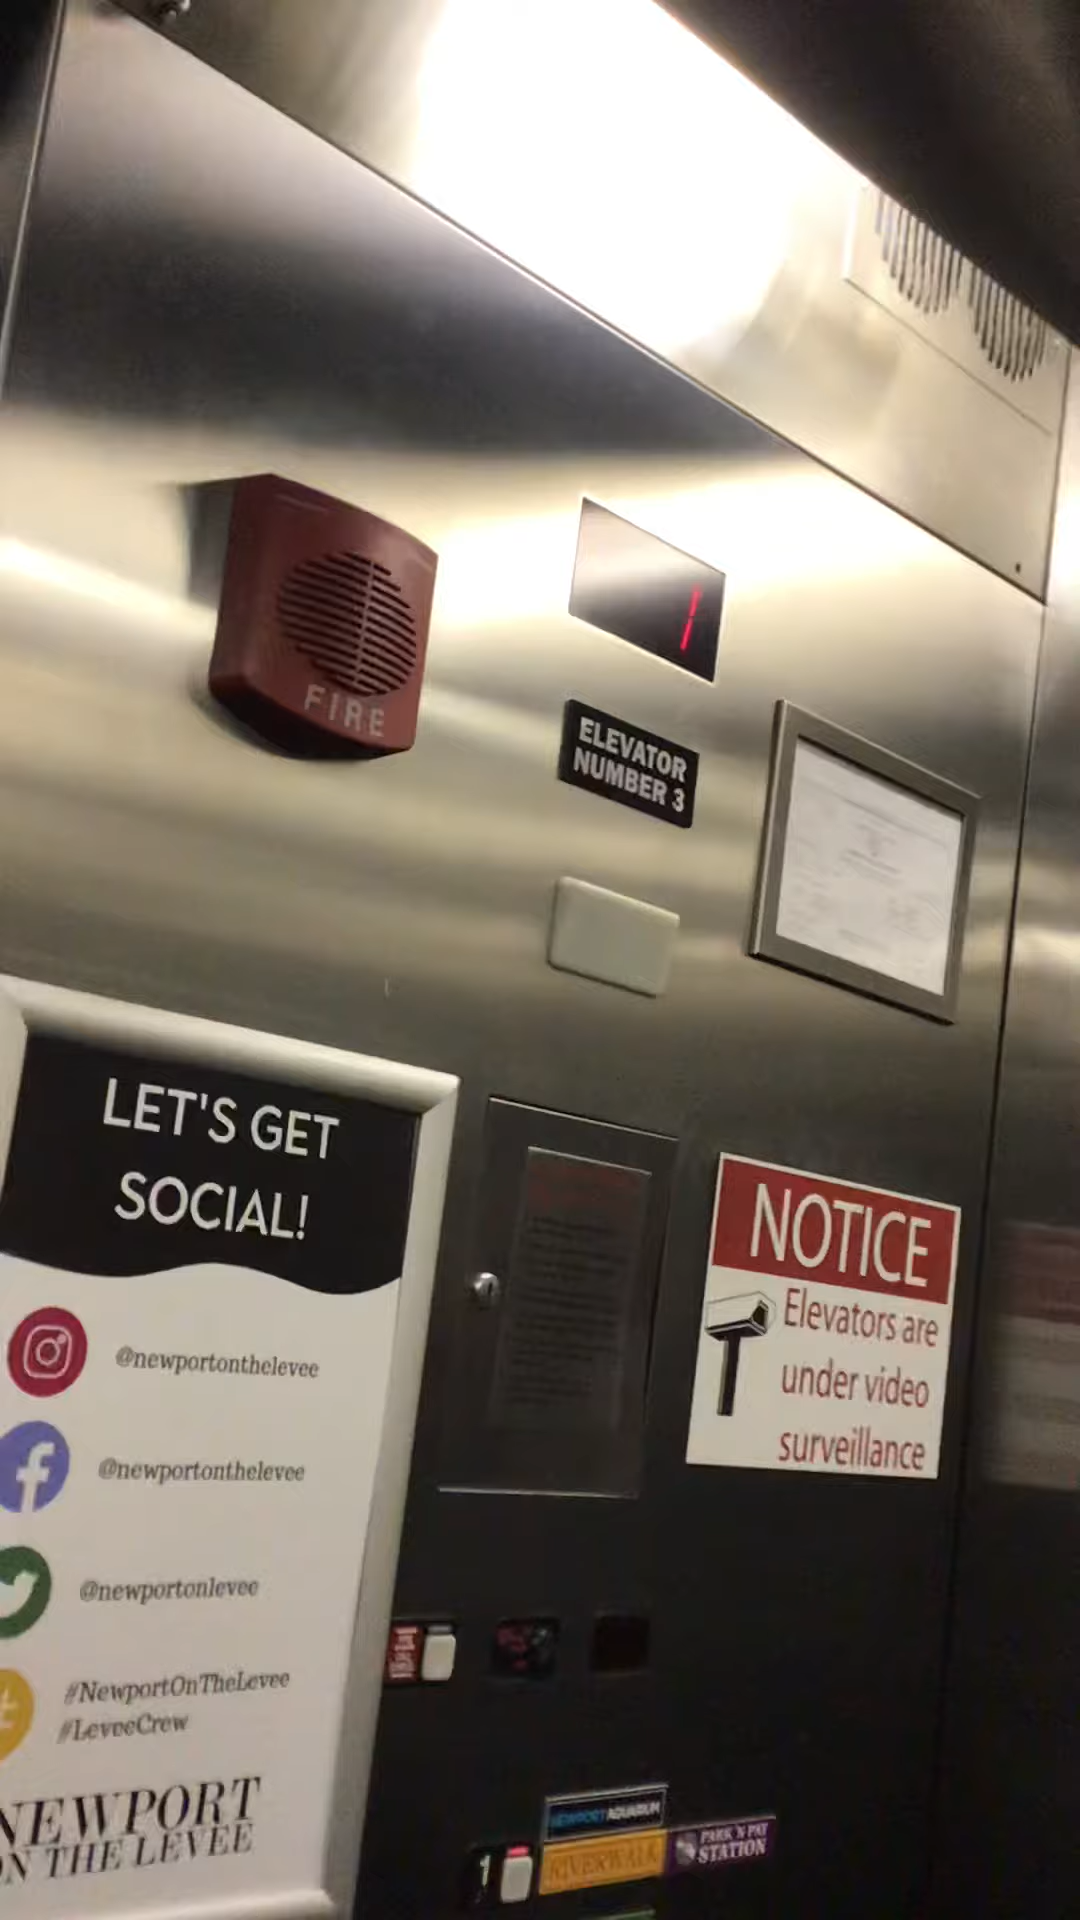 FIRE
1
ELEVATOR
NUMBER 3
LET'S GET
SOCIAL!
@newportonthelevee
@newportonthelevee
@newportonlevee
#NewportOnTheLevee
#LeveeCrew
NEWPORT
ON THE LEVEE
NOTICE
Elevators are
under video
surveillance
NEWPORT AQUARIUM
1
RIVERWALK
PARK 'N PAY
STATION